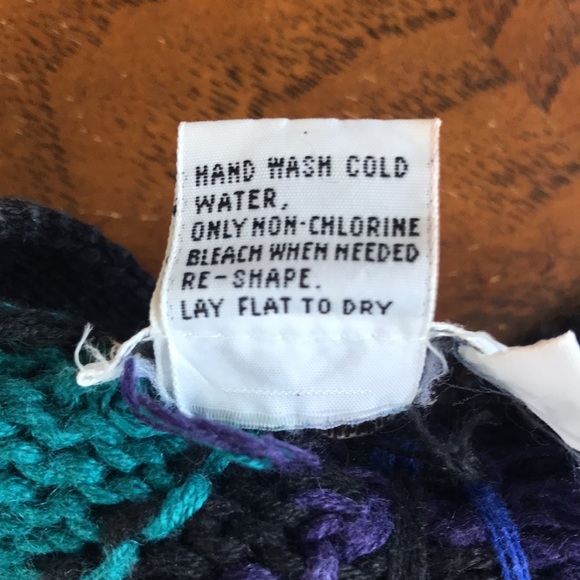 HAND WASH COLD
WATER,
ONLY NON-CHLORINE
BLEACH WHEN NEEDED
RE-SHAPE.
LAY FLAT TO DRY